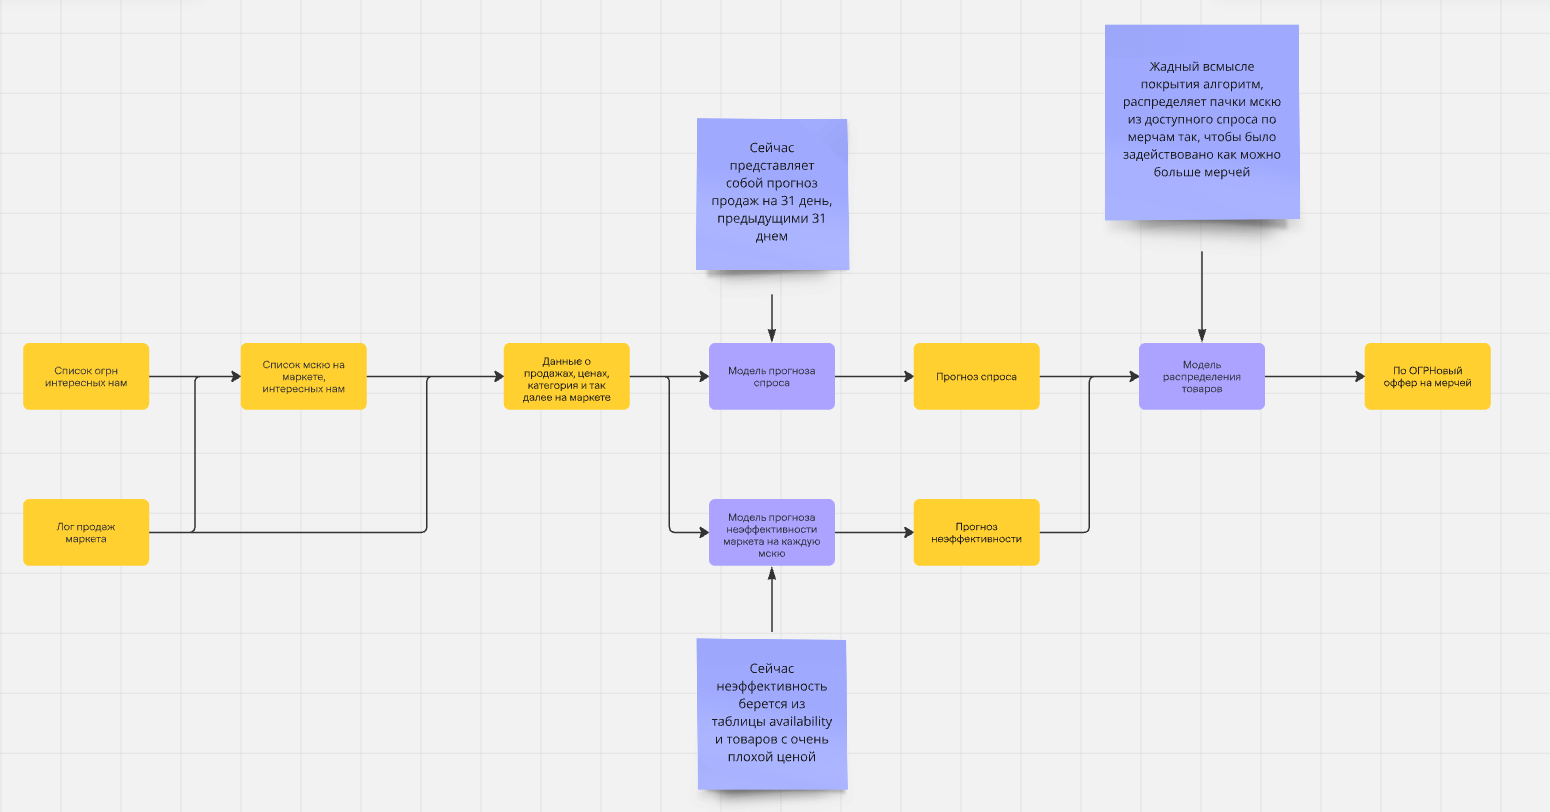 Жадный всмысле
покрытия алгоритм,
распределяет пачки мскю
из доступного спроса по
мерчам так, чтобы было
задействовано как можно
больше мерчей
Сейчас
представляет
собой прогноз
продаж на 31 день,
предыдущими 31
днем
Список огрн
интересных нам
Список мскю на
маркете,
интересных нам
Данные о
продажах, ценах,
категория и так
далее на маркете
Модель прогноза
спроса
Прогноз спроса
Модель
распределения
товаров
По ОГРНовый
оффер на мерчей
Лог продаж
маркета
Модель прогноза
неэффективности
маркета на каждую
мскю
Прогноз
неэффективности
Сейчас
неэффективность
берется из
таблицы availability
и товаров с очень
плохой ценой